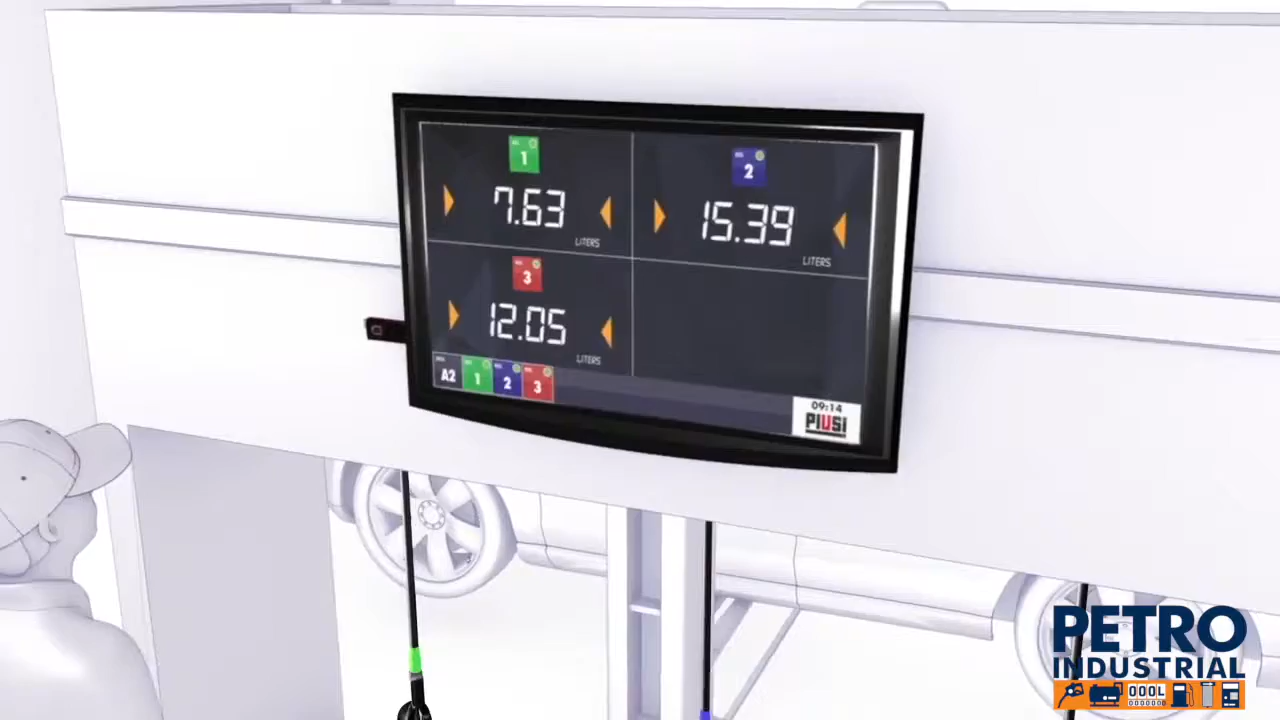 1
7.63
LITERS
2
15.39
LITERS
3
12.05
LITERS
A2 1 2 3
09:14
PIUSI
PETRO
INDUSTRIAL
000L